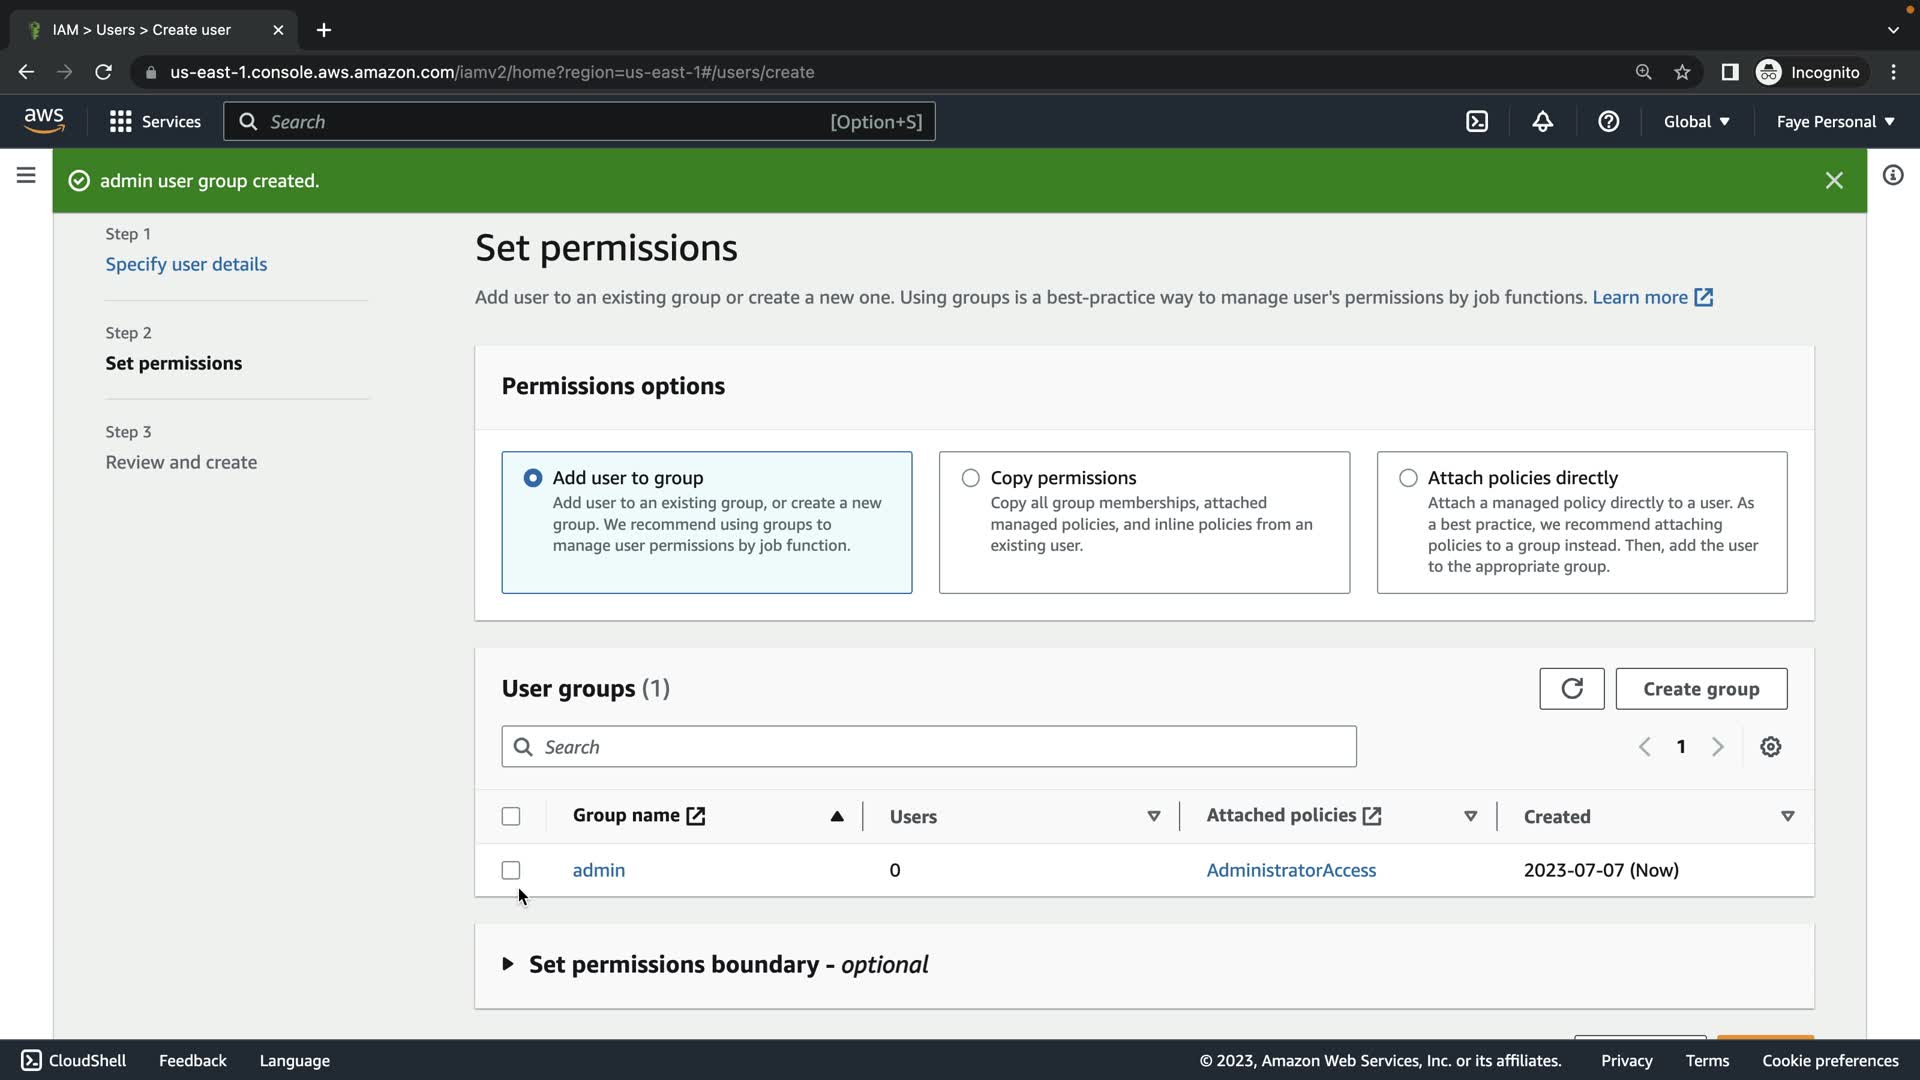 IAM > Users > Create user
us-east-1.console.aws.amazon.com/iamv2/home?region=us-east-1#/users/create
Incognito
aws
Services
Search
[Option+S]
Global
Faye Personal
admin user group created.
Step 1
Specify user details
Step 2
Set permissions
Step 3
Review and create
Set permissions
Add user to an existing group or create a new one. Using groups is a best-practice way to manage user's permissions by job functions. Learn more
Permissions options
Add user to group
Add user to an existing group, or create a new
group. We recommend using groups to
manage user permissions by job function.
Copy permissions
Copy all group memberships, attached
managed policies, and inline policies from an
existing user.
Attach policies directly
Attach a managed policy directly to a user. As
a best practice, we recommend attaching
policies to a group instead. Then, add the user
to the appropriate group.
User groups (1)
Create group
Search
1
Group name
Users
Attached policies
Created
admin
0
AdministratorAccess
2023-07-07 (Now)
Set permissions boundary - optional
CloudShell
Feedback
Language
© 2023, Amazon Web Services, Inc. or its affiliates.
Privacy
Terms
Cookie preferences